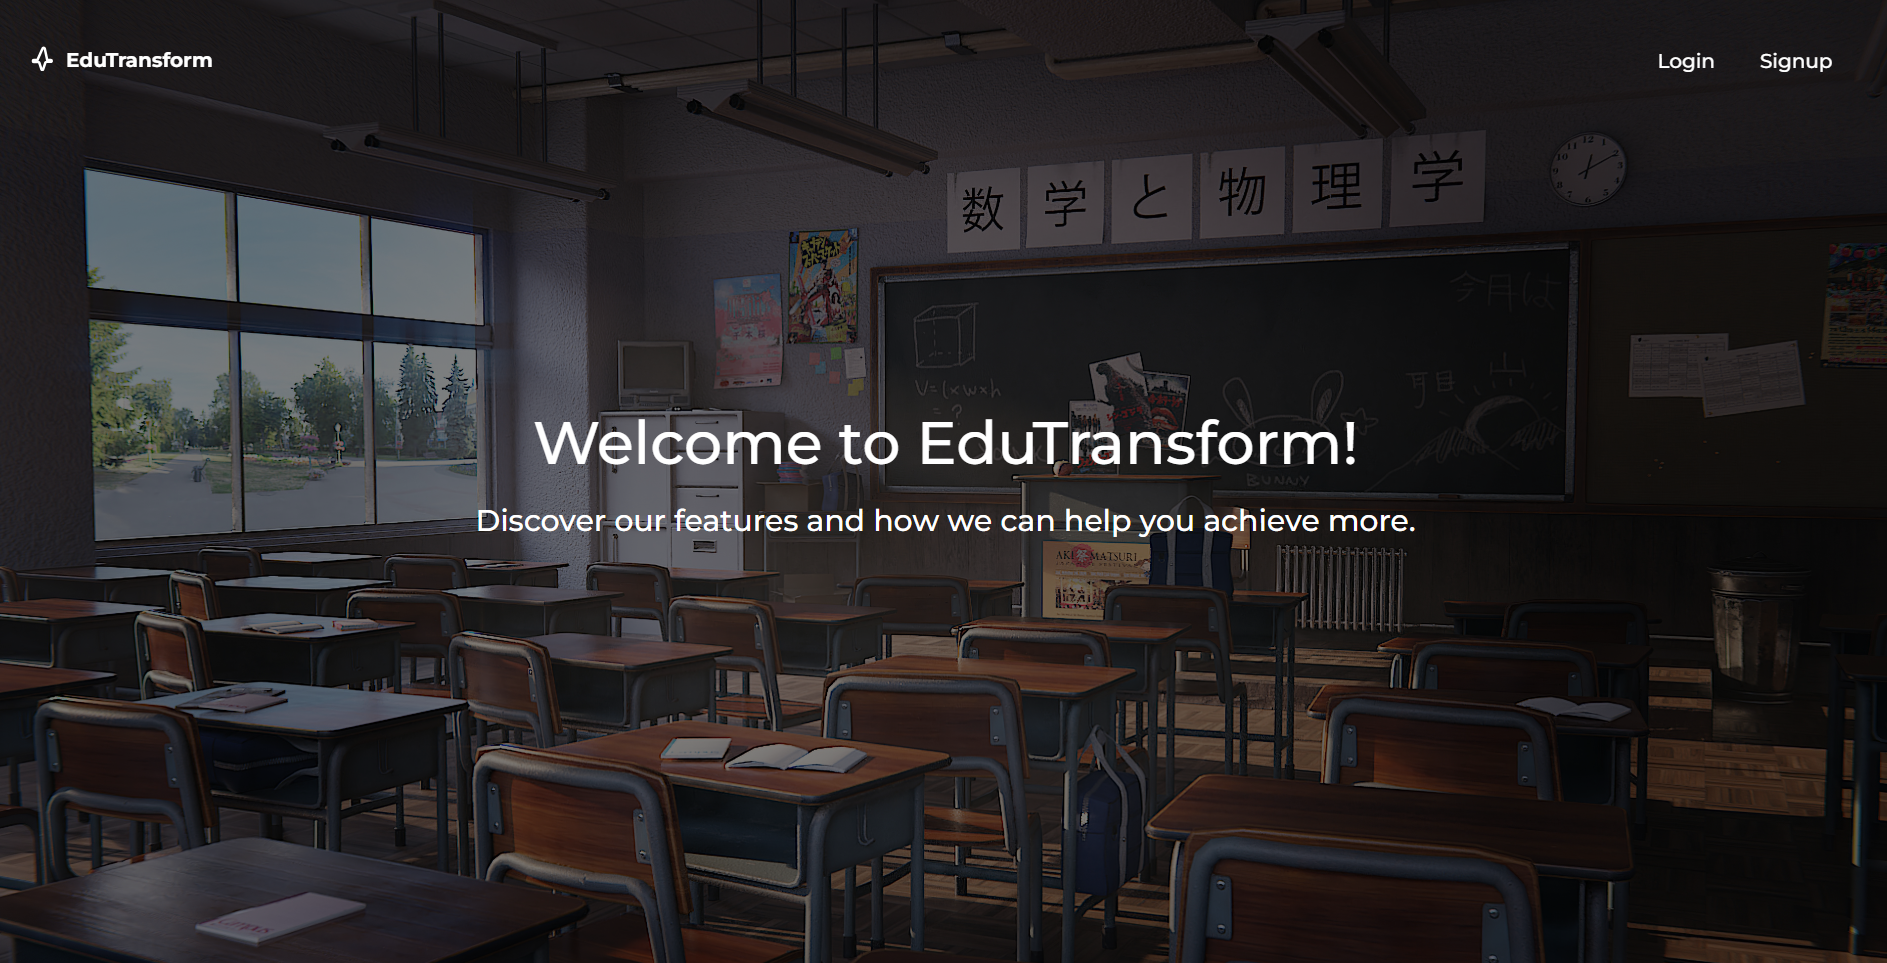 EduTransform
Login
Signup
数学と物理学
今月は
V=lxwxh
= ?
Welcome to EduTransform!
BUNNY
Discover our features and how we can help you achieve more.
AKI MATSURI